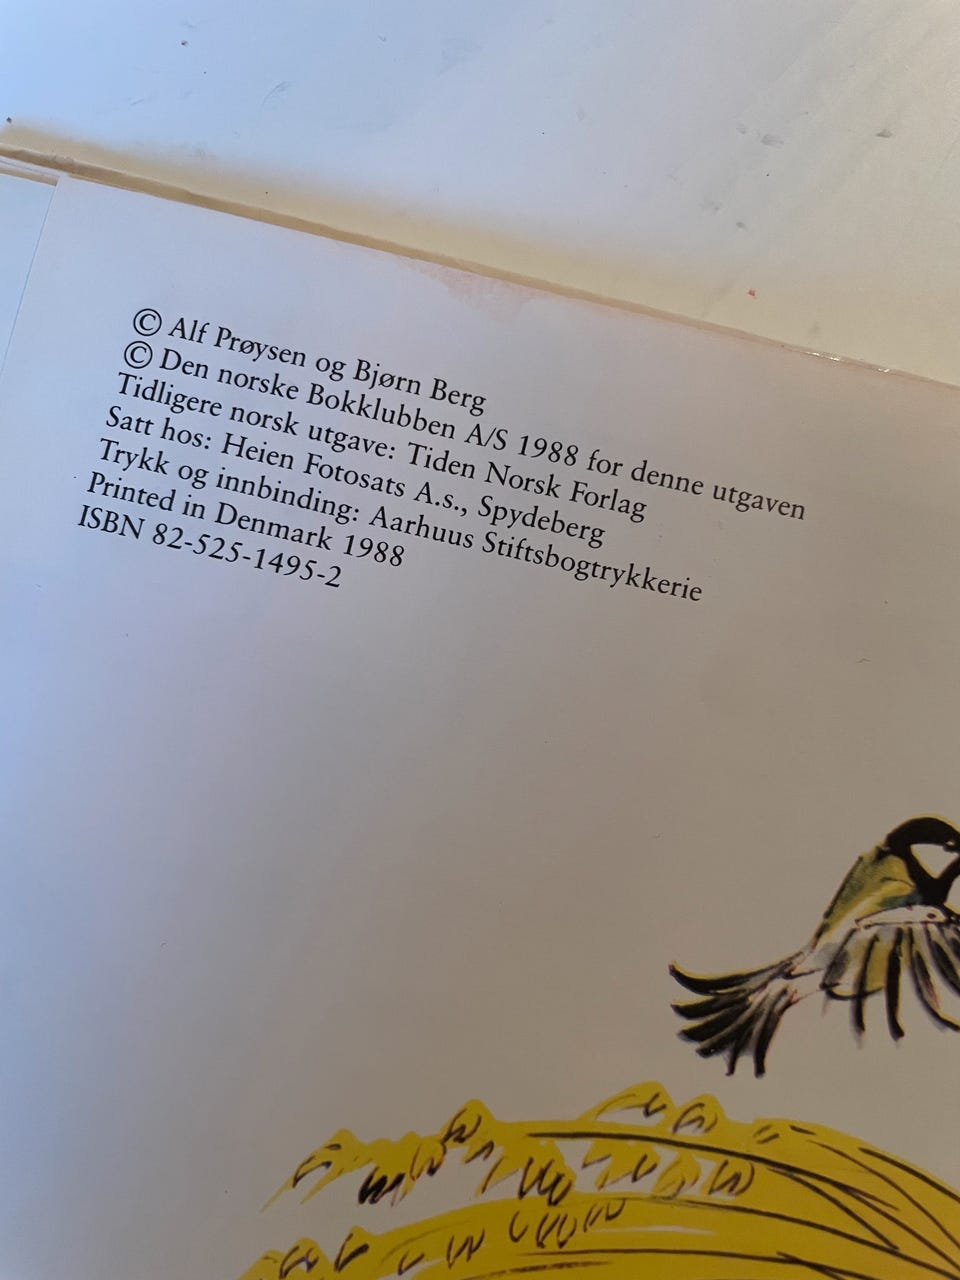 © Alf Prøysen og Bjørn Berg
© Den norske Bokklubben A/S 1988 for denne utgaven
Tidligere norsk utgave: Tiden Norsk Forlag
Satt hos: Heien Fotosats A.s., Spydeberg
Trykk og innbinding: Aarhuus Stiftsbogtrykkerie
Printed in Denmark 1988
ISBN 82-525-1495-2